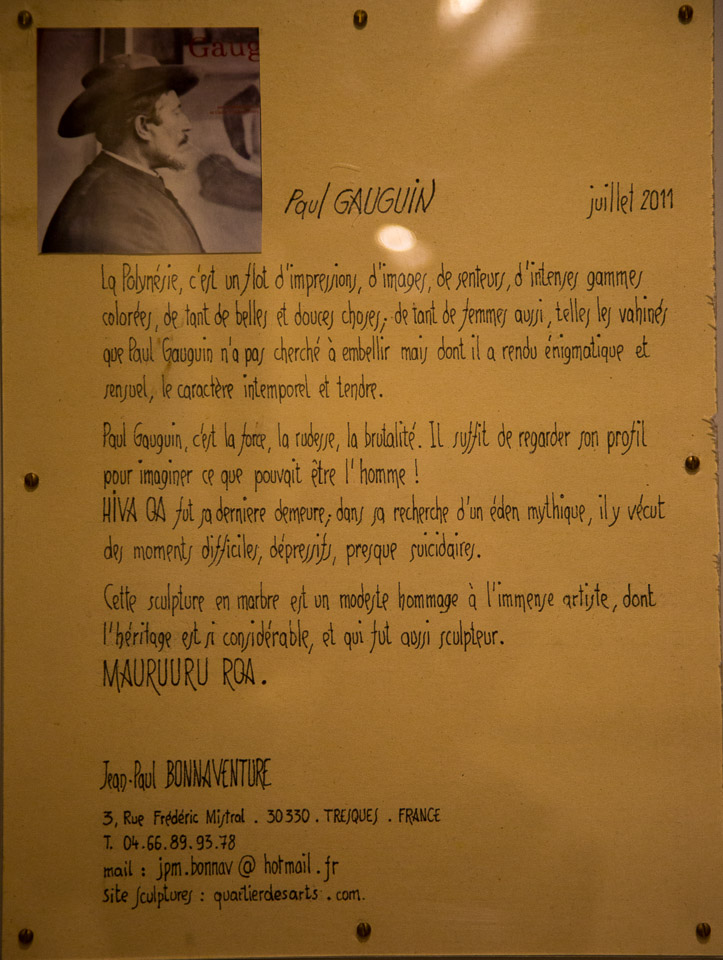 Gaug
Paul GAUGUIN
juillet 2011
La Polynésie, c'est un flot d'impressions, d'images, de senteurs, d'intenses gammes
colorées, de tant de belles et douces choses; de tant de femmes aussi, telles les vahinés
que Paul Gauguin n'a pas cherché à embellir mais dont il a rendu énigmatique et
sensuel, le caractère intemporel et tendre.
Paul Gauguin, c'est la force, la rudesse, la brutalité. Il suffit de regarder son profil
pour imaginer ce que pouvait être l'homme !
HIVA OA fut sa derniere demeure; dans sa recherche d'un éden mythique, il y vécut
des moments difficiles, dépressifs, presque suicidaires.
Cette sculpture en marbre est un modeste hommage à l'immense artiste, dont
l'héritage est si considérable, et qui fut aussi sculpteur.
MAURUURU ROA.
Jean-Paul BONNAVENTURE
3, Rue Frédéric Mistral . 30330 . TRESQUES . FRANCE
T. 04.66.89.93.78
mail : jpm.bonnav @ hotmail.fr
Site sculptures : quartierdesarts.com.